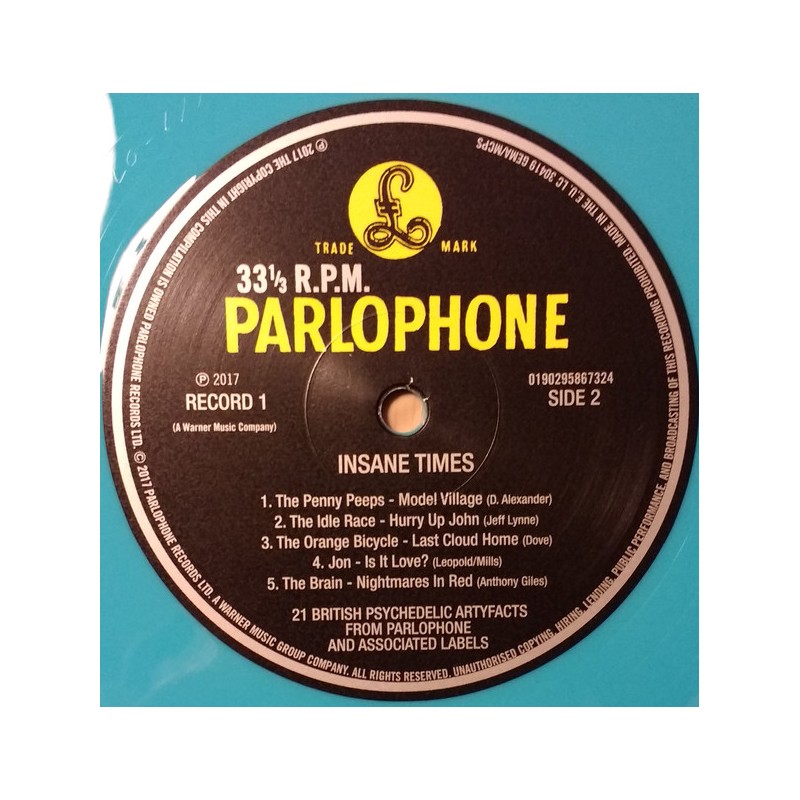 TRADE MARK
33⅓ R.P.M.
PARLOPHONE
℗ 2017
RECORD 1
(A Warner Music Company)
0190295867324
SIDE 2
INSANE TIMES
1. The Penny Peeps - Model Village (D. Alexander)
2. The Idle Race - Hurry Up John (Jeff Lynne)
3. The Orange Bicycle - Last Cloud Home (Dove)
4. Jon - Is It Love? (Leopold/Mills)
5. The Brain - Nightmares In Red (Anthony Giles)
21 BRITISH PSYCHEDELIC ARTYFACTS
FROM PARLOPHONE
AND ASSOCIATED LABELS
℗ 2017 THE COPYRIGHT IN THIS COMPILATION IS OWNED PARLOPHONE RECORDS LTD. © 2017 PARLOPHONE RECORDS LTD. A WARNER MUSIC GROUP COMPANY. ALL RIGHTS RESERVED. UNAUTHORISED COPYING, HIRING, LENDING, PUBLIC PERFORMANCE AND BROADCASTING OF THIS RECORDING PROHIBITED. MADE IN THE E.U. LC 30419 GEMA/MCPS